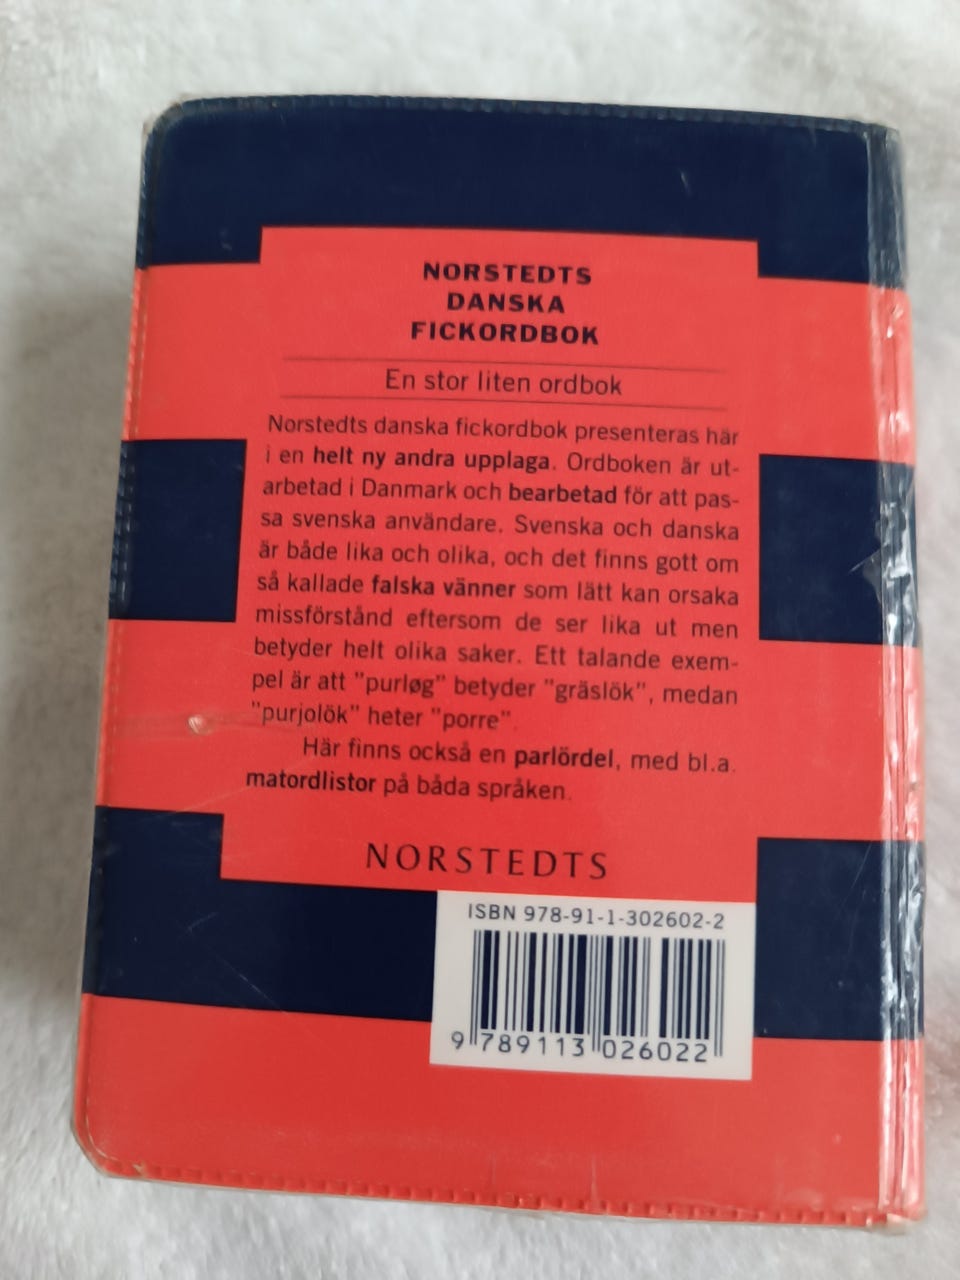 NORSTEDTS
DANSKA
FICKORDBOK
En stor liten ordbok
Norstedts danska fickordbok presenteras här
i en helt ny andra upplaga. Ordboken är ut-
arbetad i Danmark och bearbetad för att pas-
sa svenska användare. Svenska och danska
är både lika och olika, och det finns gott om
så kallade falska vänner som lätt kan orsaka
missförstånd eftersom de ser lika ut men
betyder helt olika saker. Ett talande exem-
pel är att "purløg" betyder "gräslök", medan
"purjolök" heter "porre".
Här finns också en parlördel, med bl.a.
matordlistor på båda språken.
NORSTEDTS
ISBN 978-91-1-302602-2
9 789113 026022